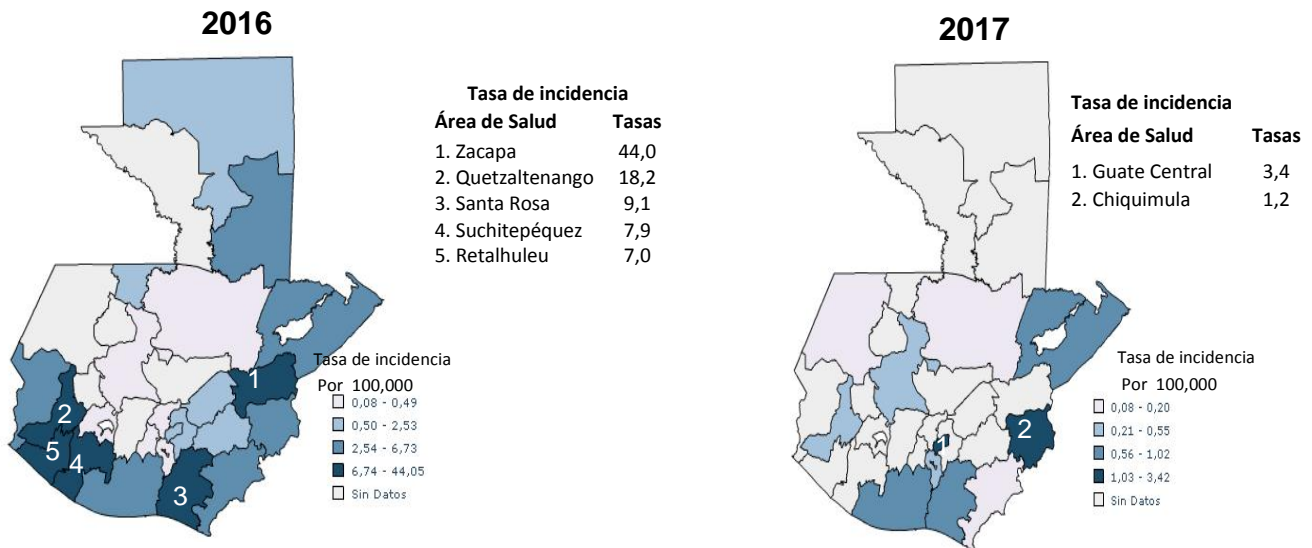 2016
Tasa de incidencia
Área de Salud Tasas
1. Zacapa 44,0
2. Quetzaltenango 18,2
3. Santa Rosa 9,1
4. Suchitepéquez 7,9
5. Retalhuleu 7,0
1
2
5
4
3
Tasa de incidencia
Por 100,000
0,08 - 0,49
0,50 - 2,53
2,54 - 6,73
6,74 - 44,05
Sin Datos
2017
Tasa de incidencia
Área de Salud Tasas
1. Guate Central 3,4
2. Chiquimula 1,2
1
2
Tasa de incidencia
Por 100,000
0,08 - 0,20
0,21 - 0,55
0,56 - 1,02
1,03 - 3,42
Sin Datos